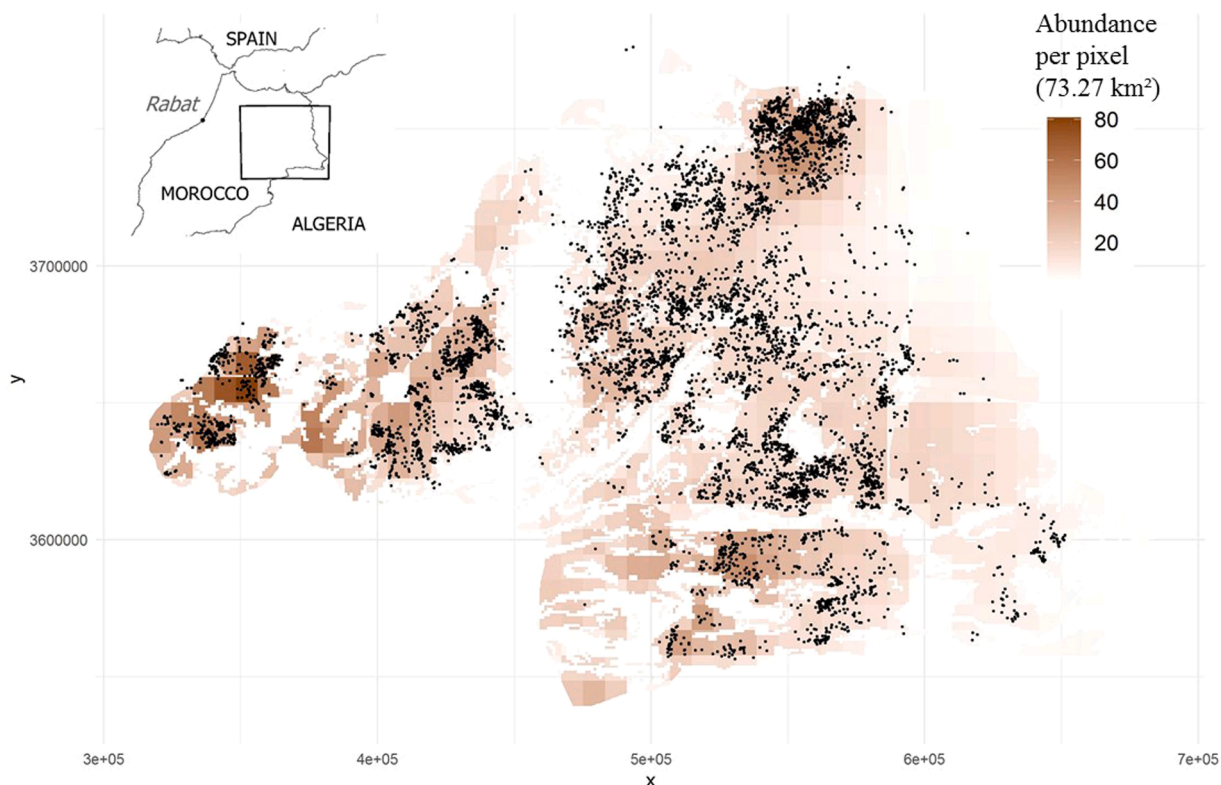 SPAIN
Rabat
MOROCCO
ALGERIA
Abundance
per pixel
(73.27 km²)
80
60
40
20
3700000
3600000
y
3e+05
4e+05
5e+05
6e+05
7e+05
x